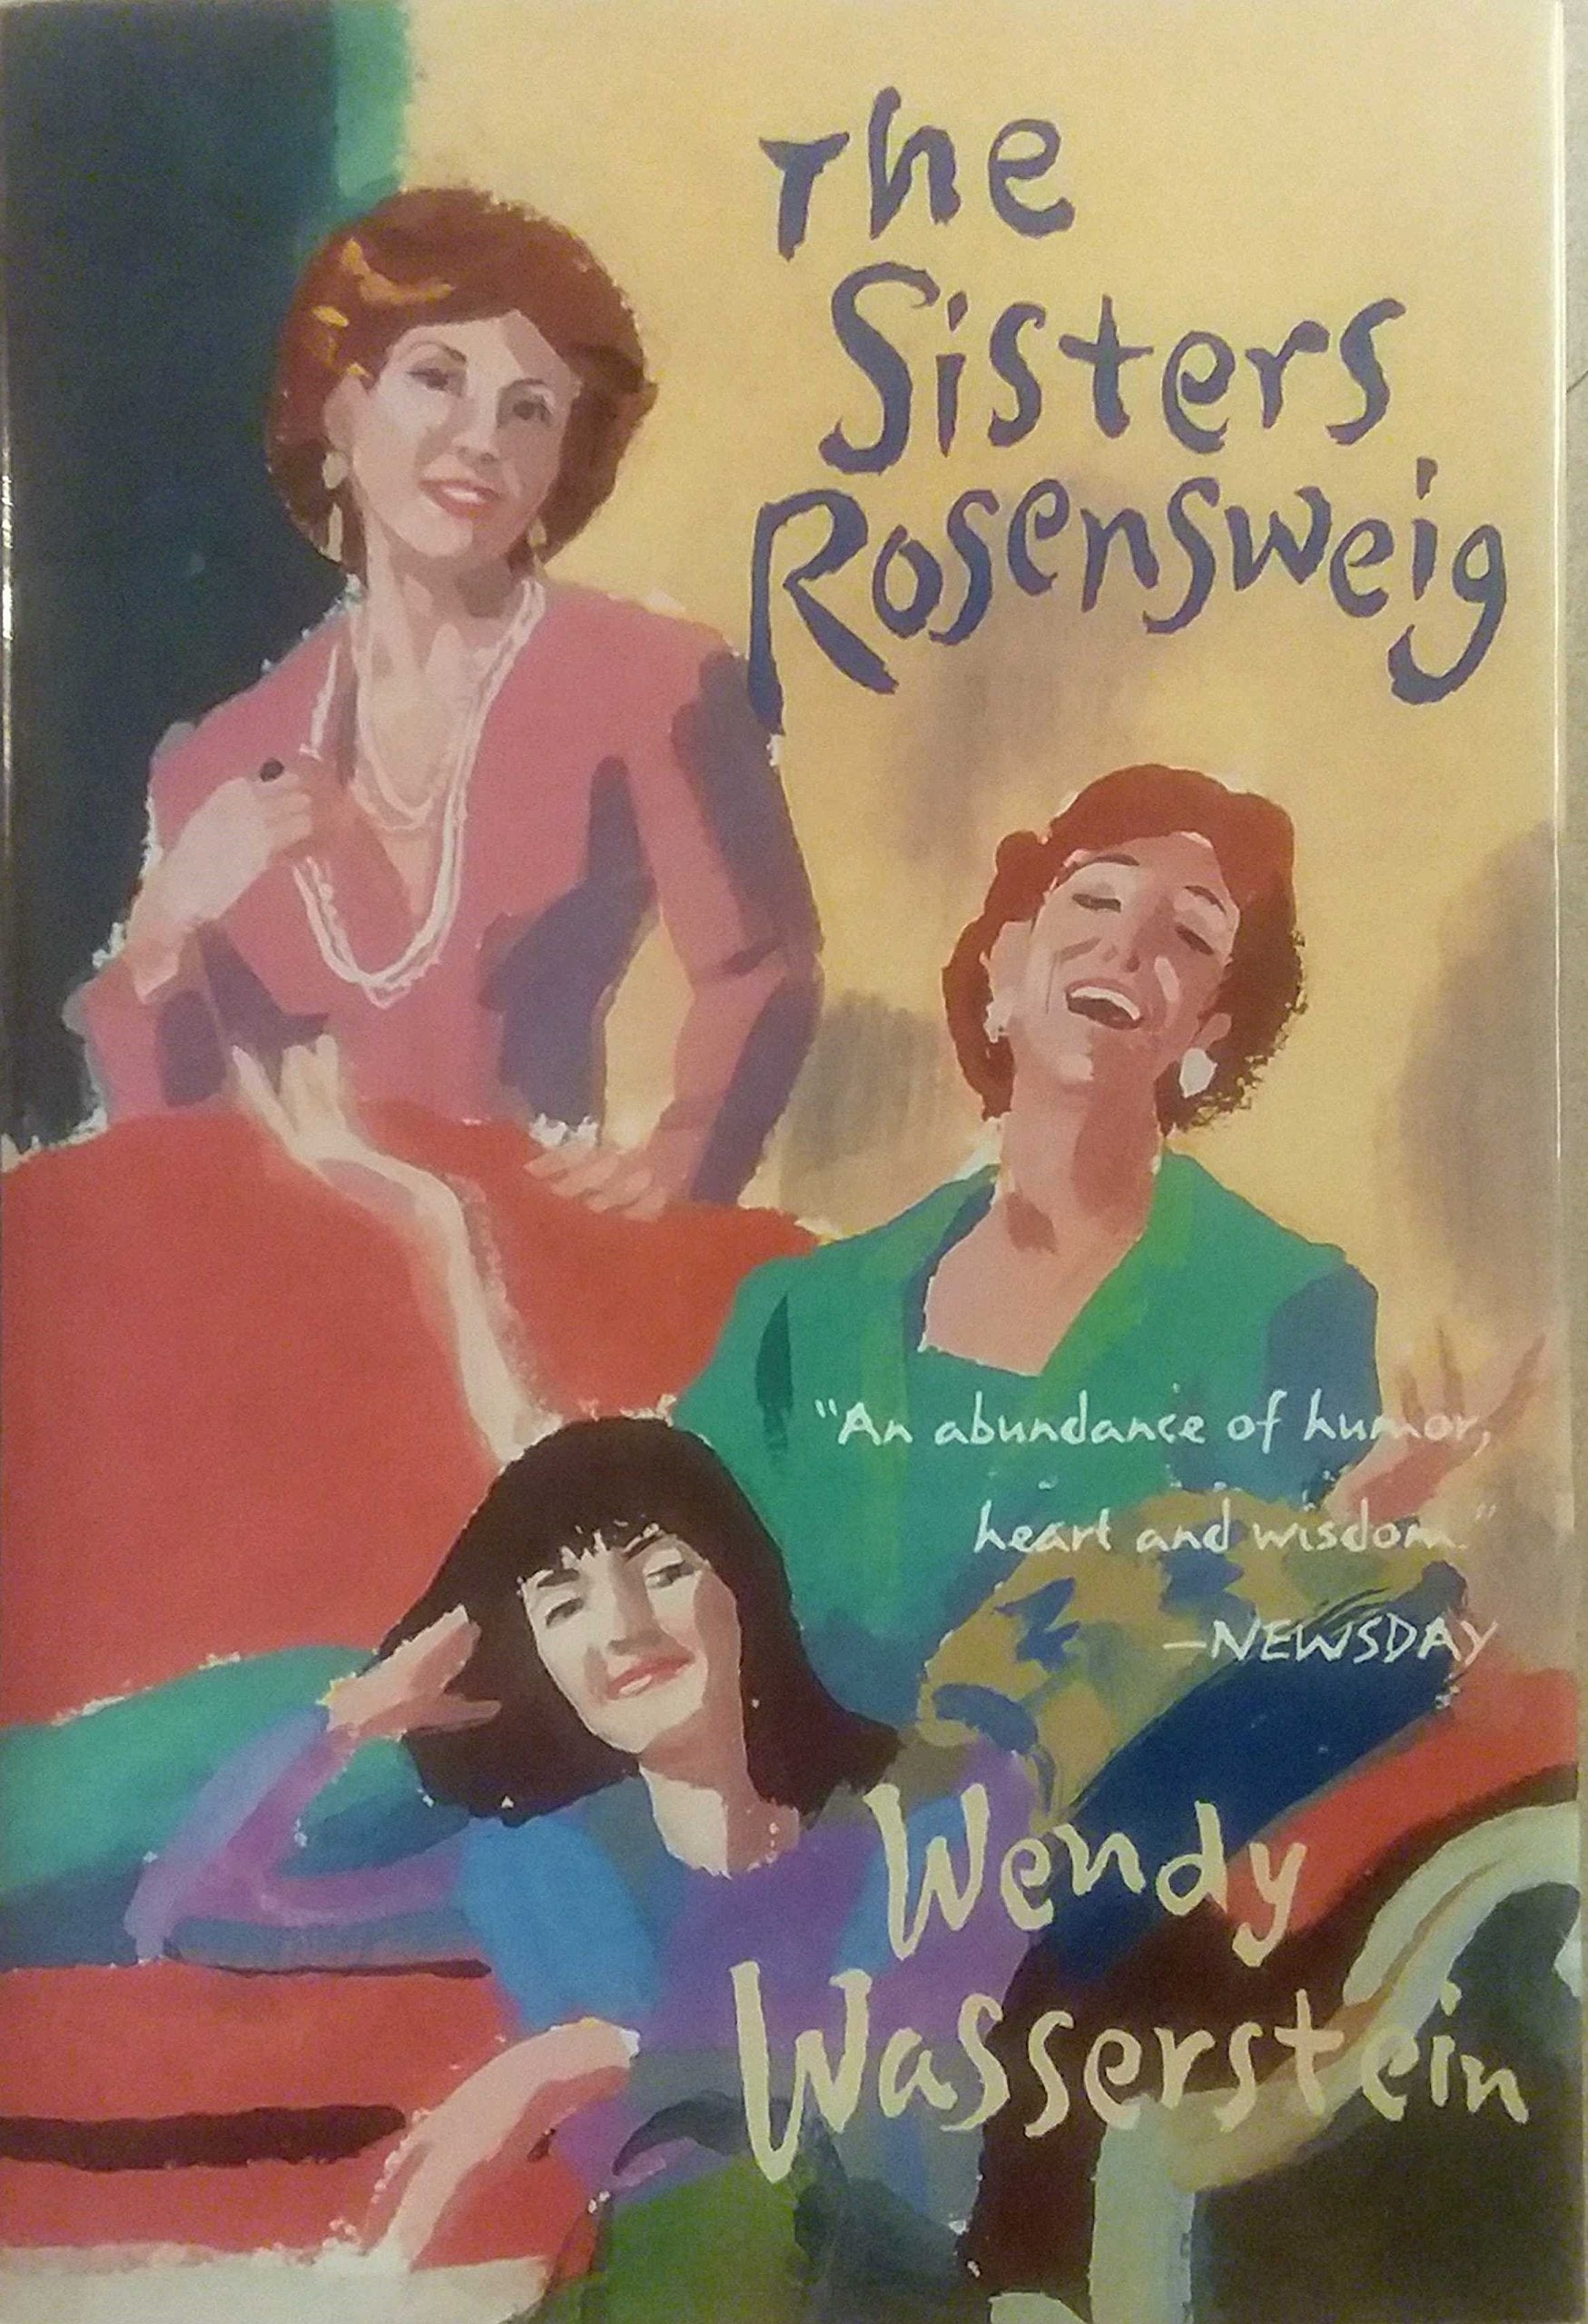 The
Sisters
Rosensweig
"An abundance of humor,
heart and wisdom."
—NEWSDAY
Wendy
Wasserstein